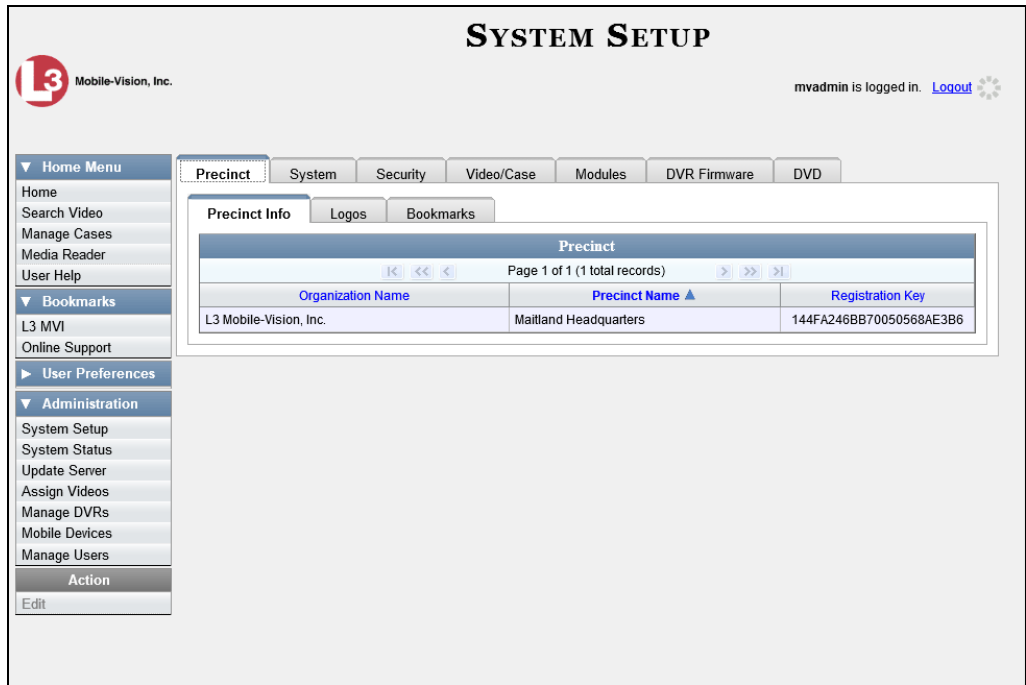 SYSTEM SETUP
L3 Mobile-Vision, Inc.
mvadmin is logged in. Logout
Home Menu
Home
Search Video
Manage Cases
Media Reader
User Help
Bookmarks
L3 MVI
Online Support
User Preferences
Administration
System Setup
System Status
Update Server
Assign Videos
Manage DVRs
Mobile Devices
Manage Users
Action
Edit
Precinct System Security Video/Case Modules DVR Firmware DVD
Precinct Info Logos Bookmarks
Precinct
Page 1 of 1 (1 total records)
Organization Name Precinct Name Registration Key
L3 Mobile-Vision, Inc. Maitland Headquarters 144FA246BB70050568AE3B6